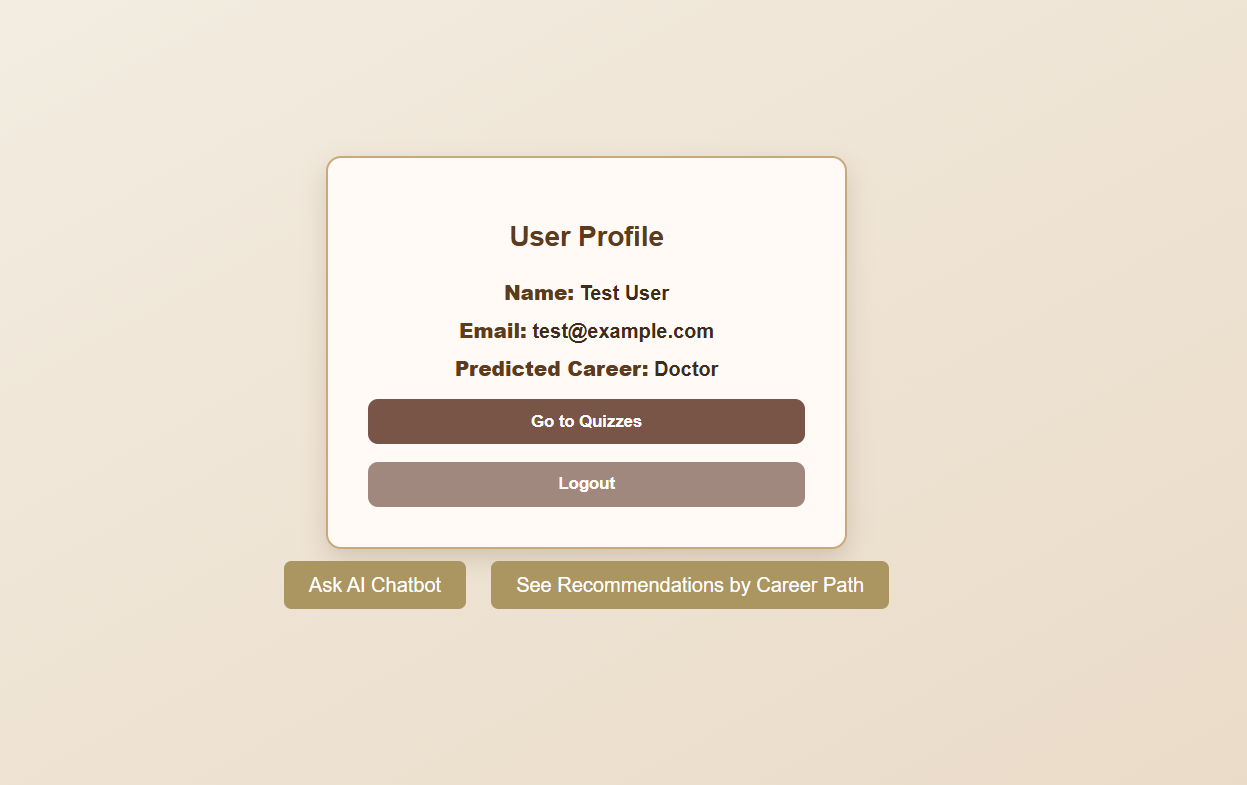 User Profile
Name: Test User
Email: test@example.com
Predicted Career: Doctor
Go to Quizzes
Logout
Ask AI Chatbot
See Recommendations by Career Path